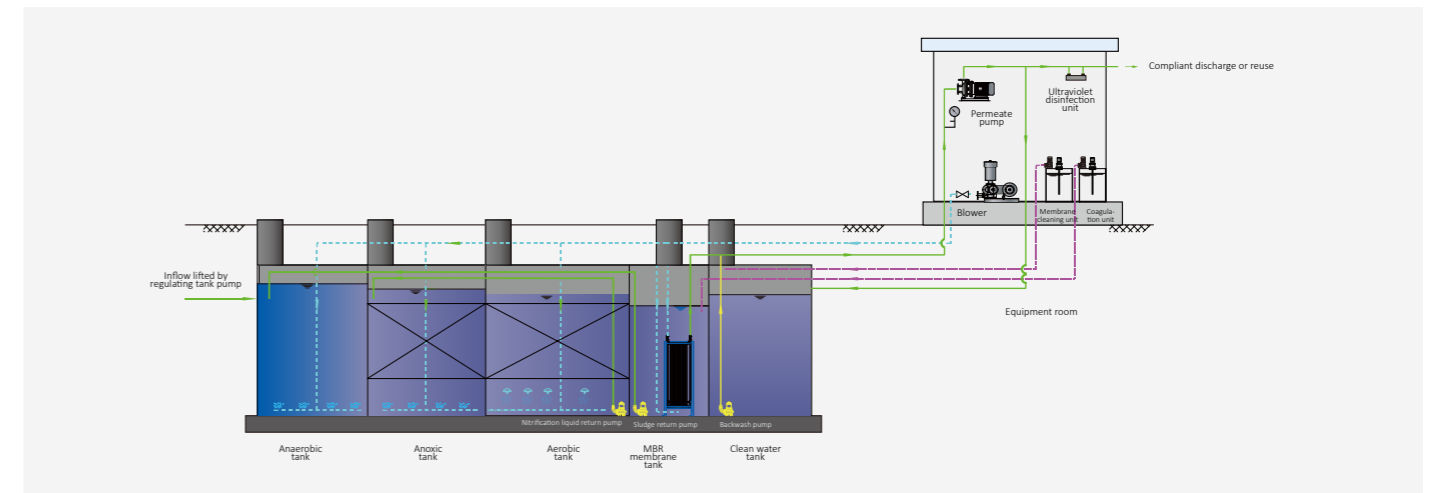 Compliant discharge or reuse
Ultraviolet
disinfection
unit
Permeate
pump
Blower
Membrane
cleaning unit
Coagula-
tion unit
Inflow lifted by
regulating tank pump
Equipment room
Nitrification liquid return pump
Sludge return pump
Backwash pump
Anaerobic
tank
Anoxic
tank
Aerobic
tank
MBR
membrane
tank
Clean water
tank